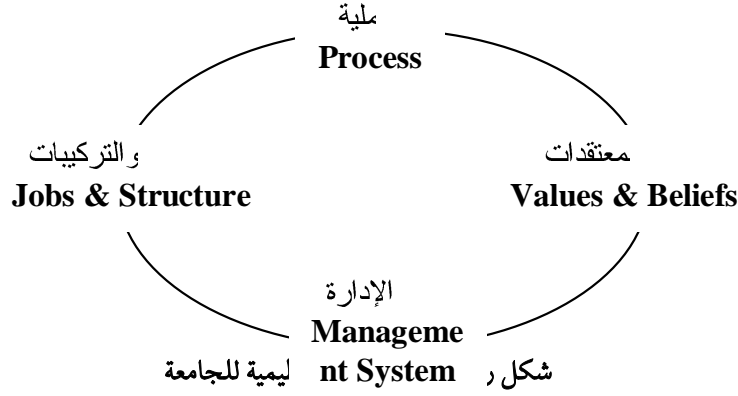 ملية
Process
والتركيبات
Jobs & Structure
معتقدات
Values & Beliefs
الإدارة
Manageme
nt System
شكل ر ليمية للجامعة